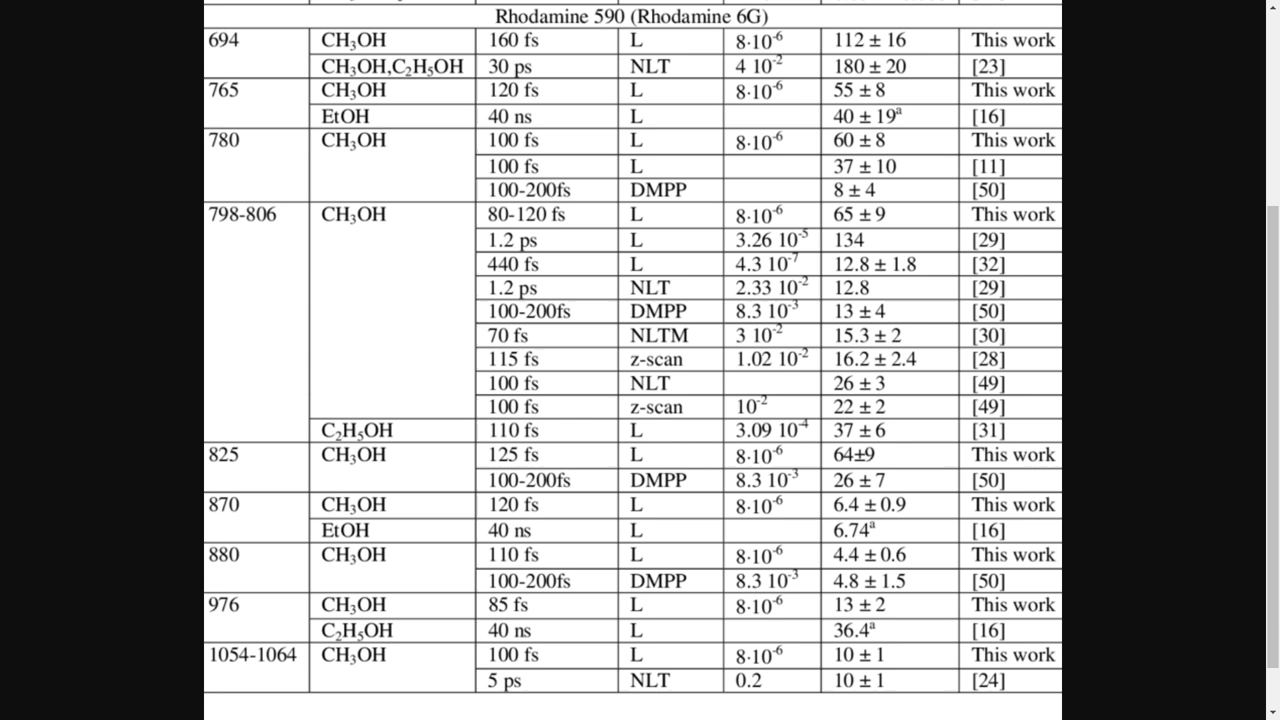 Rhodamine 590 (Rhodamine 6G)
694 CH₃OH 160 fs L 8·10⁻⁶ 112 ± 16 This work
CH₃OH,C₂H₅OH 30 ps NLT 4 10⁻² 180 ± 20 [23]
765 CH₃OH 120 fs L 8·10⁻⁶ 55 ± 8 This work
EtOH 40 ns L 40 ± 19ᵃ [16]
780 CH₃OH 100 fs L 8·10⁻⁶ 60 ± 8 This work
100 fs L 37 ± 10 [11]
100-200fs DMPP 8 ± 4 [50]
798-806 CH₃OH 80-120 fs L 8·10⁻⁶ 65 ± 9 This work
1.2 ps L 3.26 10⁻⁵ 134 [29]
440 fs L 4.3 10⁻⁷ 12.8 ± 1.8 [32]
1.2 ps NLT 2.33 10⁻² 12.8 [29]
100-200fs DMPP 8.3 10⁻³ 13 ± 4 [50]
70 fs NLTM 3 10⁻² 15.3 ± 2 [30]
115 fs z-scan 1.02 10⁻² 16.2 ± 2.4 [28]
100 fs NLT 26 ± 3 [49]
100 fs z-scan 10⁻² 22 ± 2 [49]
C₂H₅OH 110 fs L 3.09 10⁻⁴ 37 ± 6 [31]
825 CH₃OH 125 fs L 8·10⁻⁶ 64±9 This work
100-200fs DMPP 8.3 10⁻³ 26 ± 7 [50]
870 CH₃OH 120 fs L 8·10⁻⁶ 6.4 ± 0.9 This work
EtOH 40 ns L 6.74ᵃ [16]
880 CH₃OH 110 fs L 8·10⁻⁶ 4.4 ± 0.6 This work
100-200fs DMPP 8.3 10⁻³ 4.8 ± 1.5 [50]
976 CH₃OH 85 fs L 8·10⁻⁶ 13 ± 2 This work
C₂H₅OH 40 ns L 36.4ᵃ [16]
1054-1064 CH₃OH 100 fs L 8·10⁻⁶ 10 ± 1 This work
5 ps NLT 0.2 10 ± 1 [24]